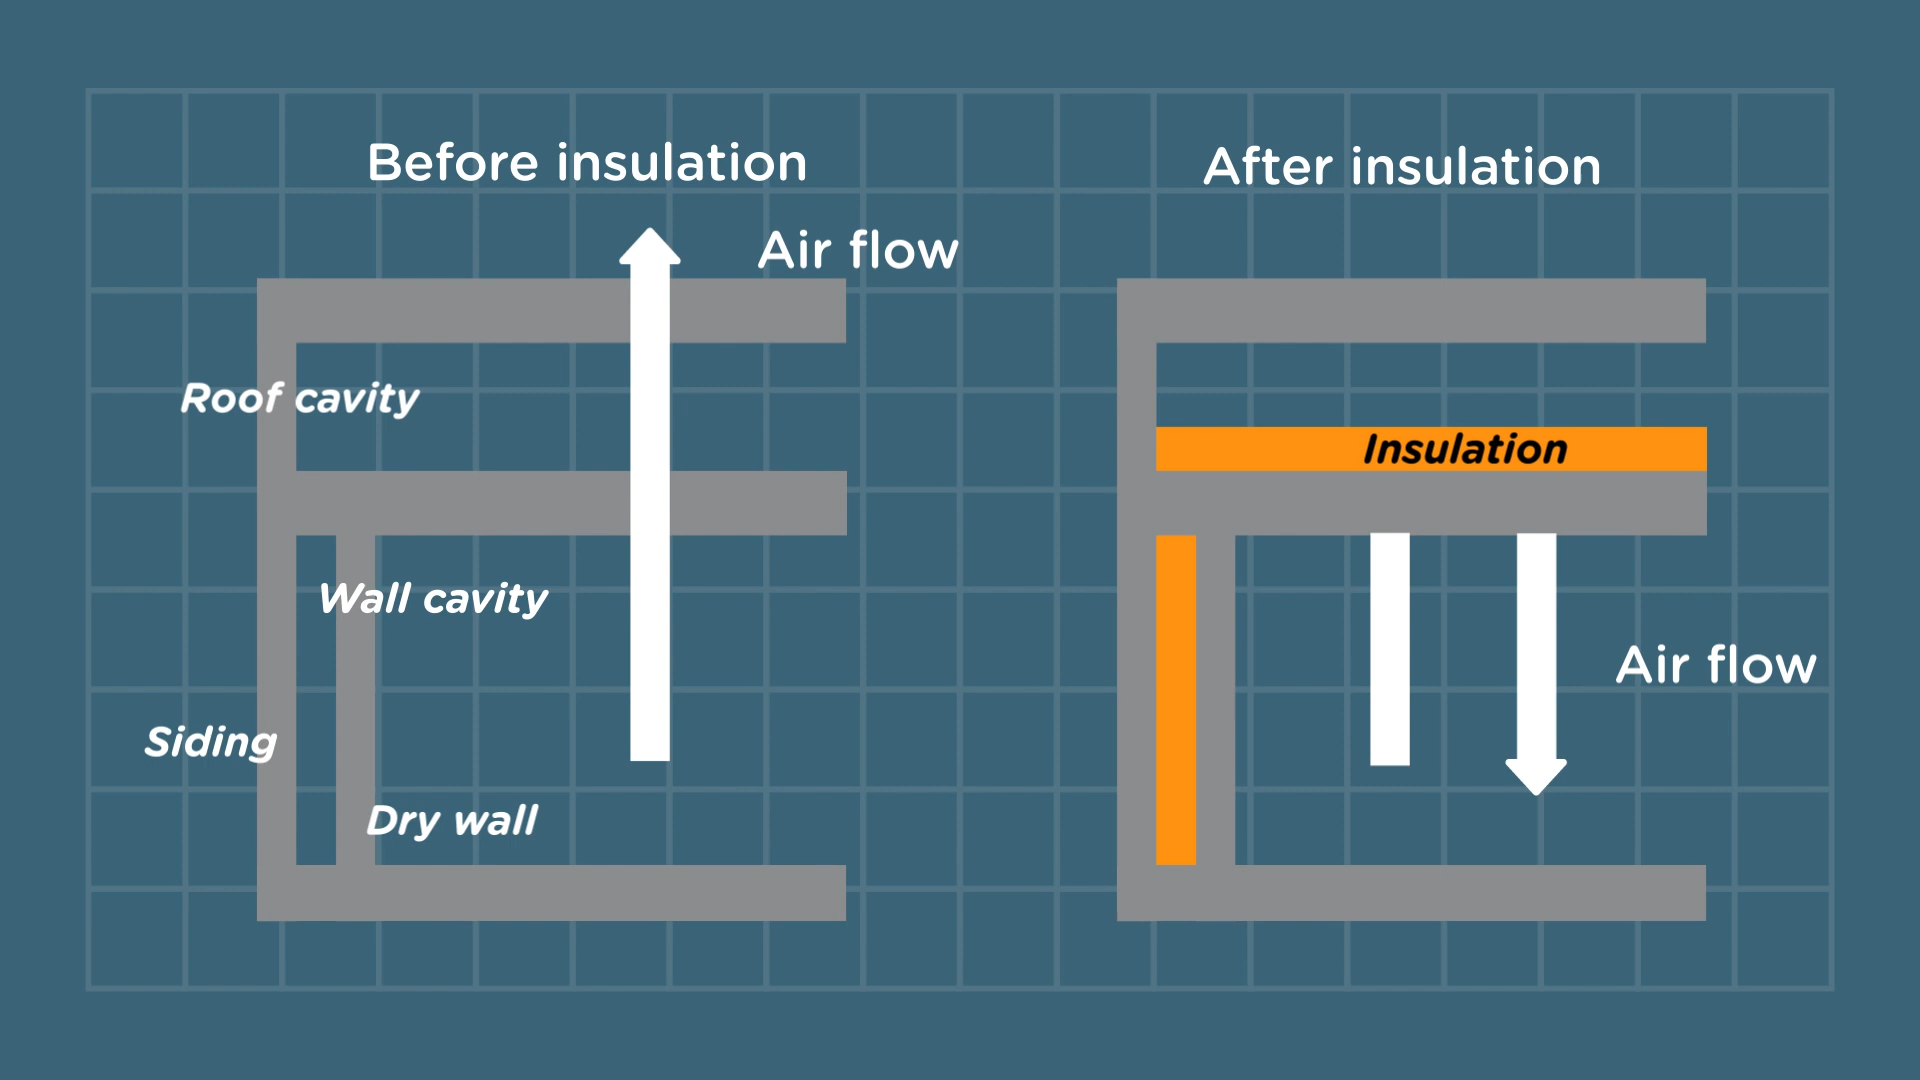 Before insulation
Air flow
Roof cavity
Wall cavity
Siding
Dry wall
After insulation
Insulation
Air flow